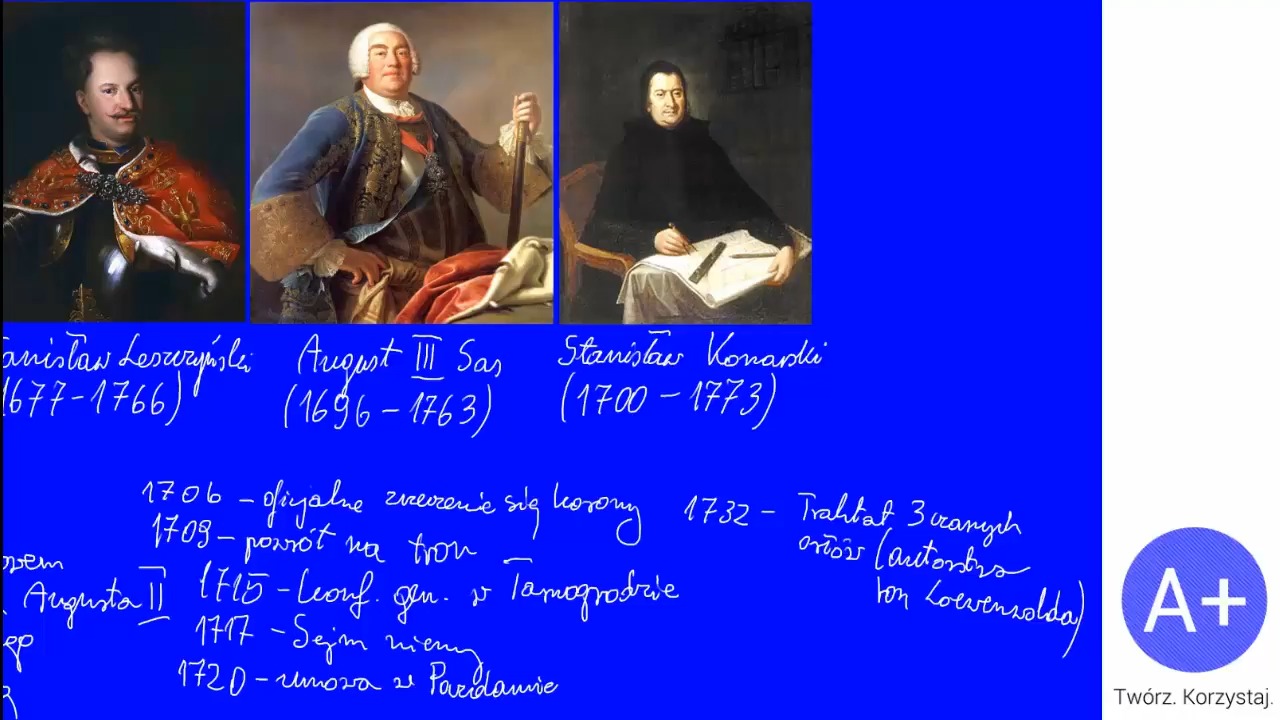 anisław Leszczyński
1677-1766)
August III Sas
(1696-1763)
Stanisław Konarski
(1700-1773)
1706 - oficjalne zrzeczenie się korony
1709 - powrót na tron
Augusta II
1715 - konf. gen. w Tarnogrodzie
1717 - Sejm niemy
1720 - umowa w Poczdamie
1732 - Traktat 3 czarnych
orłów (autorstwa
von Loewenwolda)
A+
Twórz. Korzystaj.